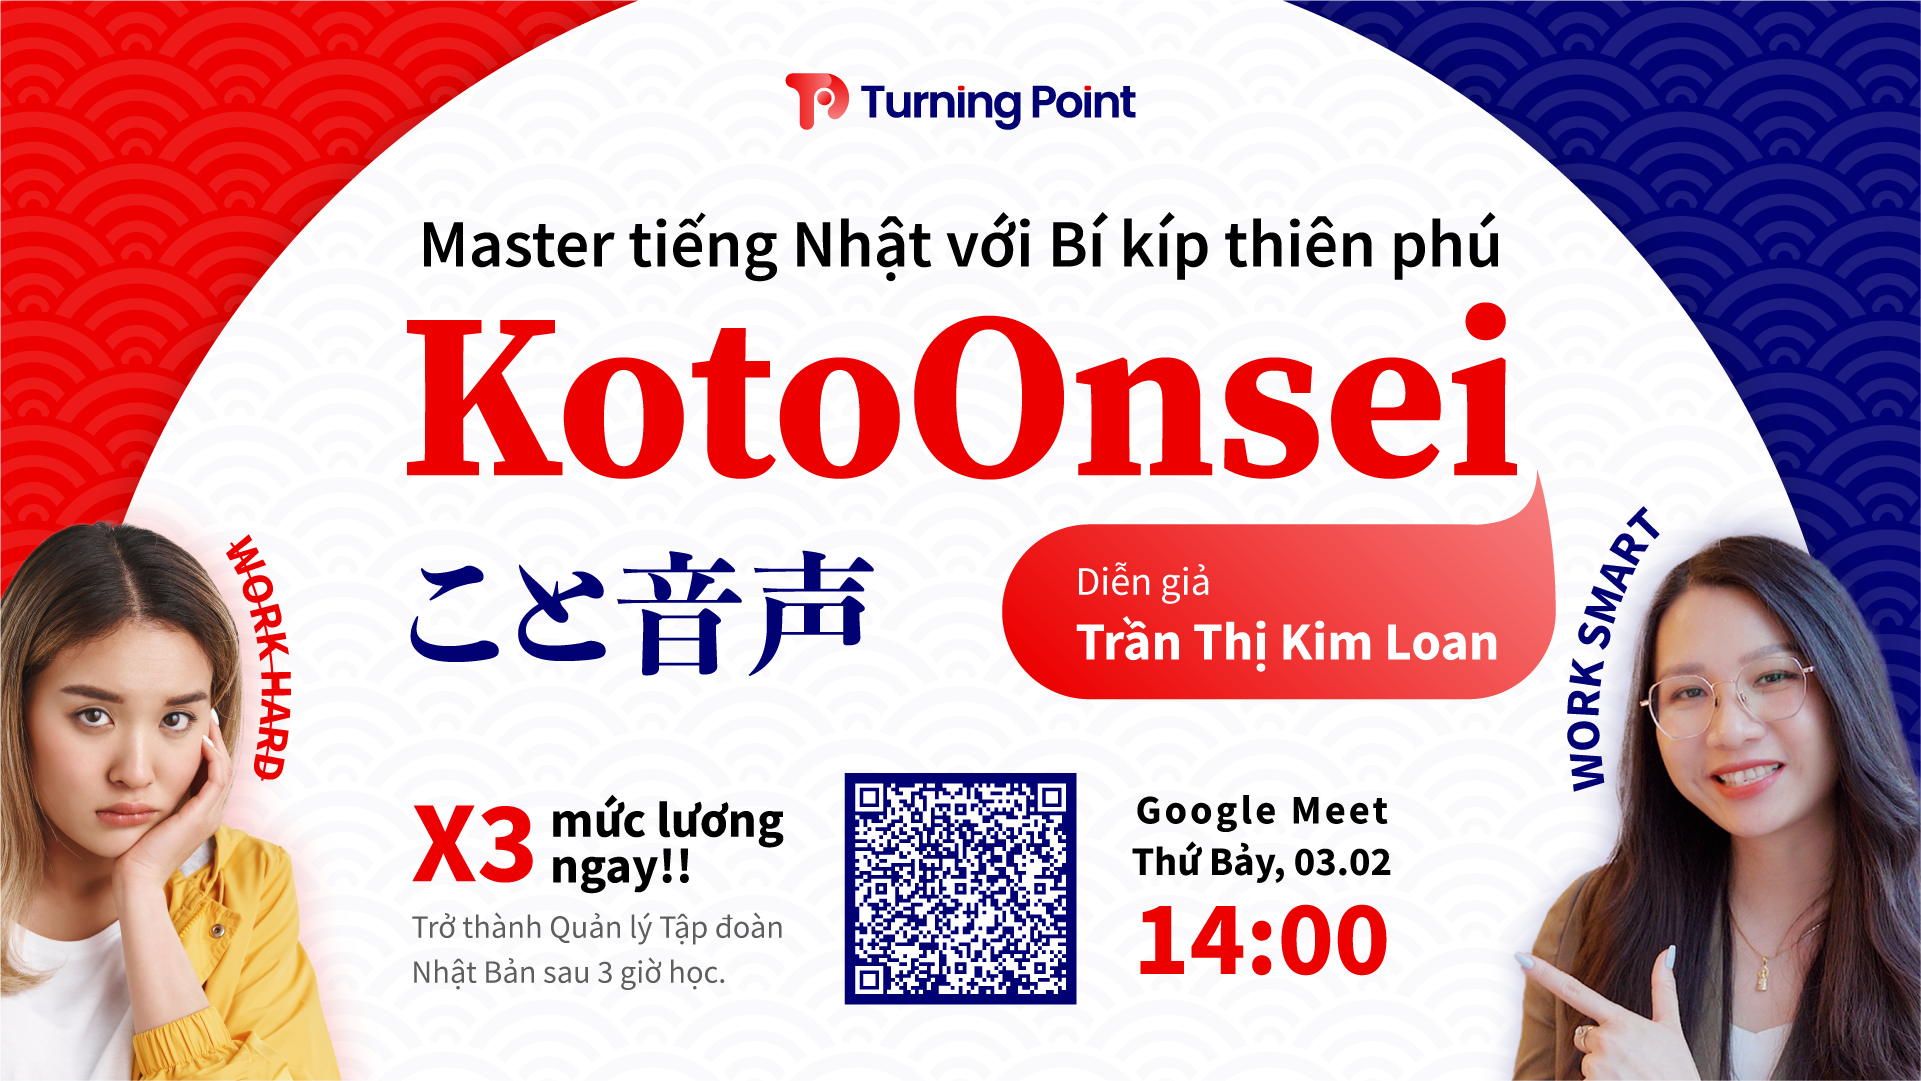 Turning Point
Master tiếng Nhật với Bí kíp thiên phú
KotoOnsei
こと音声
Diễn giả
Trần Thị Kim Loan
WORK HARD
WORK SMART
X3 mức lương
ngay!!
Trở thành Quản lý Tập đoàn
Nhật Bản sau 3 giờ học.
Google Meet
Thứ Bảy, 03.02
14:00